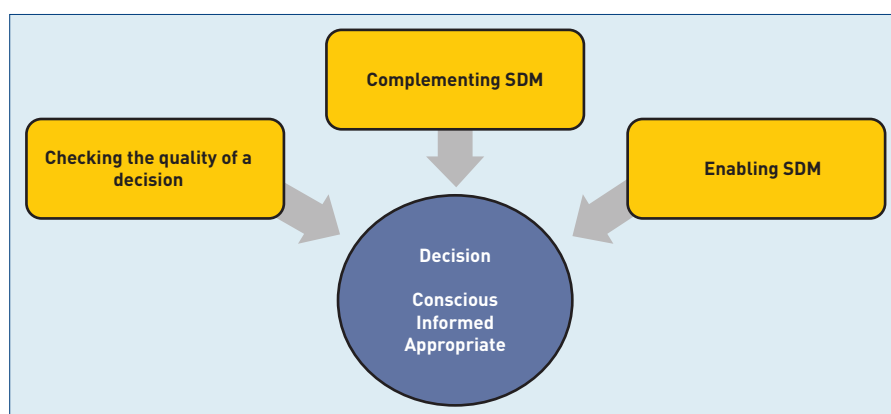 Complementing SDM
Checking the quality of a
decision
Enabling SDM
Decision
Conscious
Informed
Appropriate